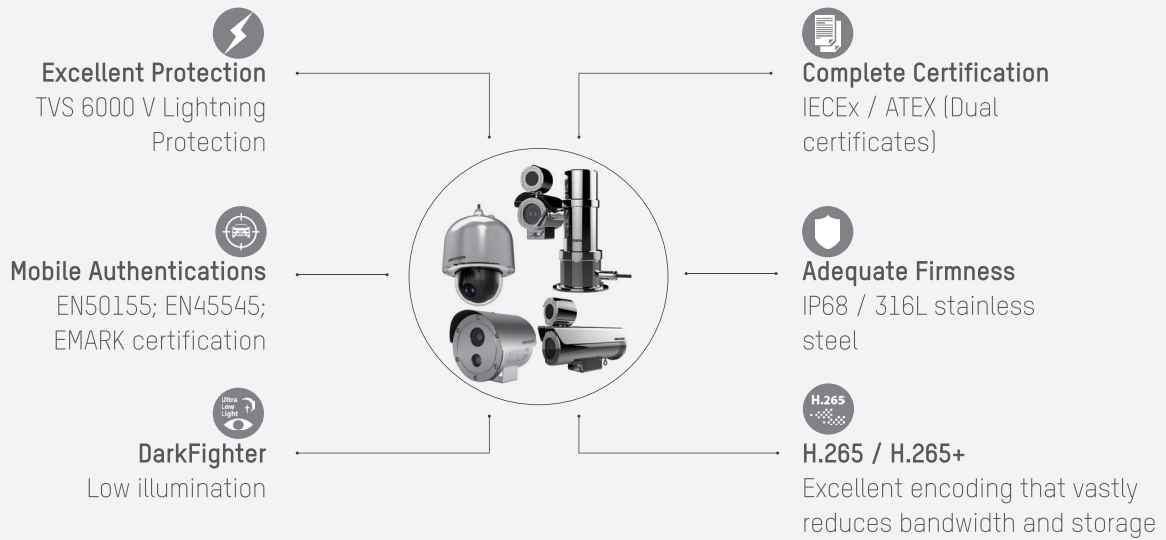 Excellent Protection
TVS 6000 V Lightning
Protection
Mobile Authentications
EN50155; EN45545;
EMARK certification
Ultra
Low
Light
DarkFighter
Low illumination
Complete Certification
IECEx / ATEX (Dual
certificates)
Adequate Firmness
IP68 / 316L stainless
steel
H.265
H.265 / H.265+
Excellent encoding that vastly
reduces bandwidth and storage